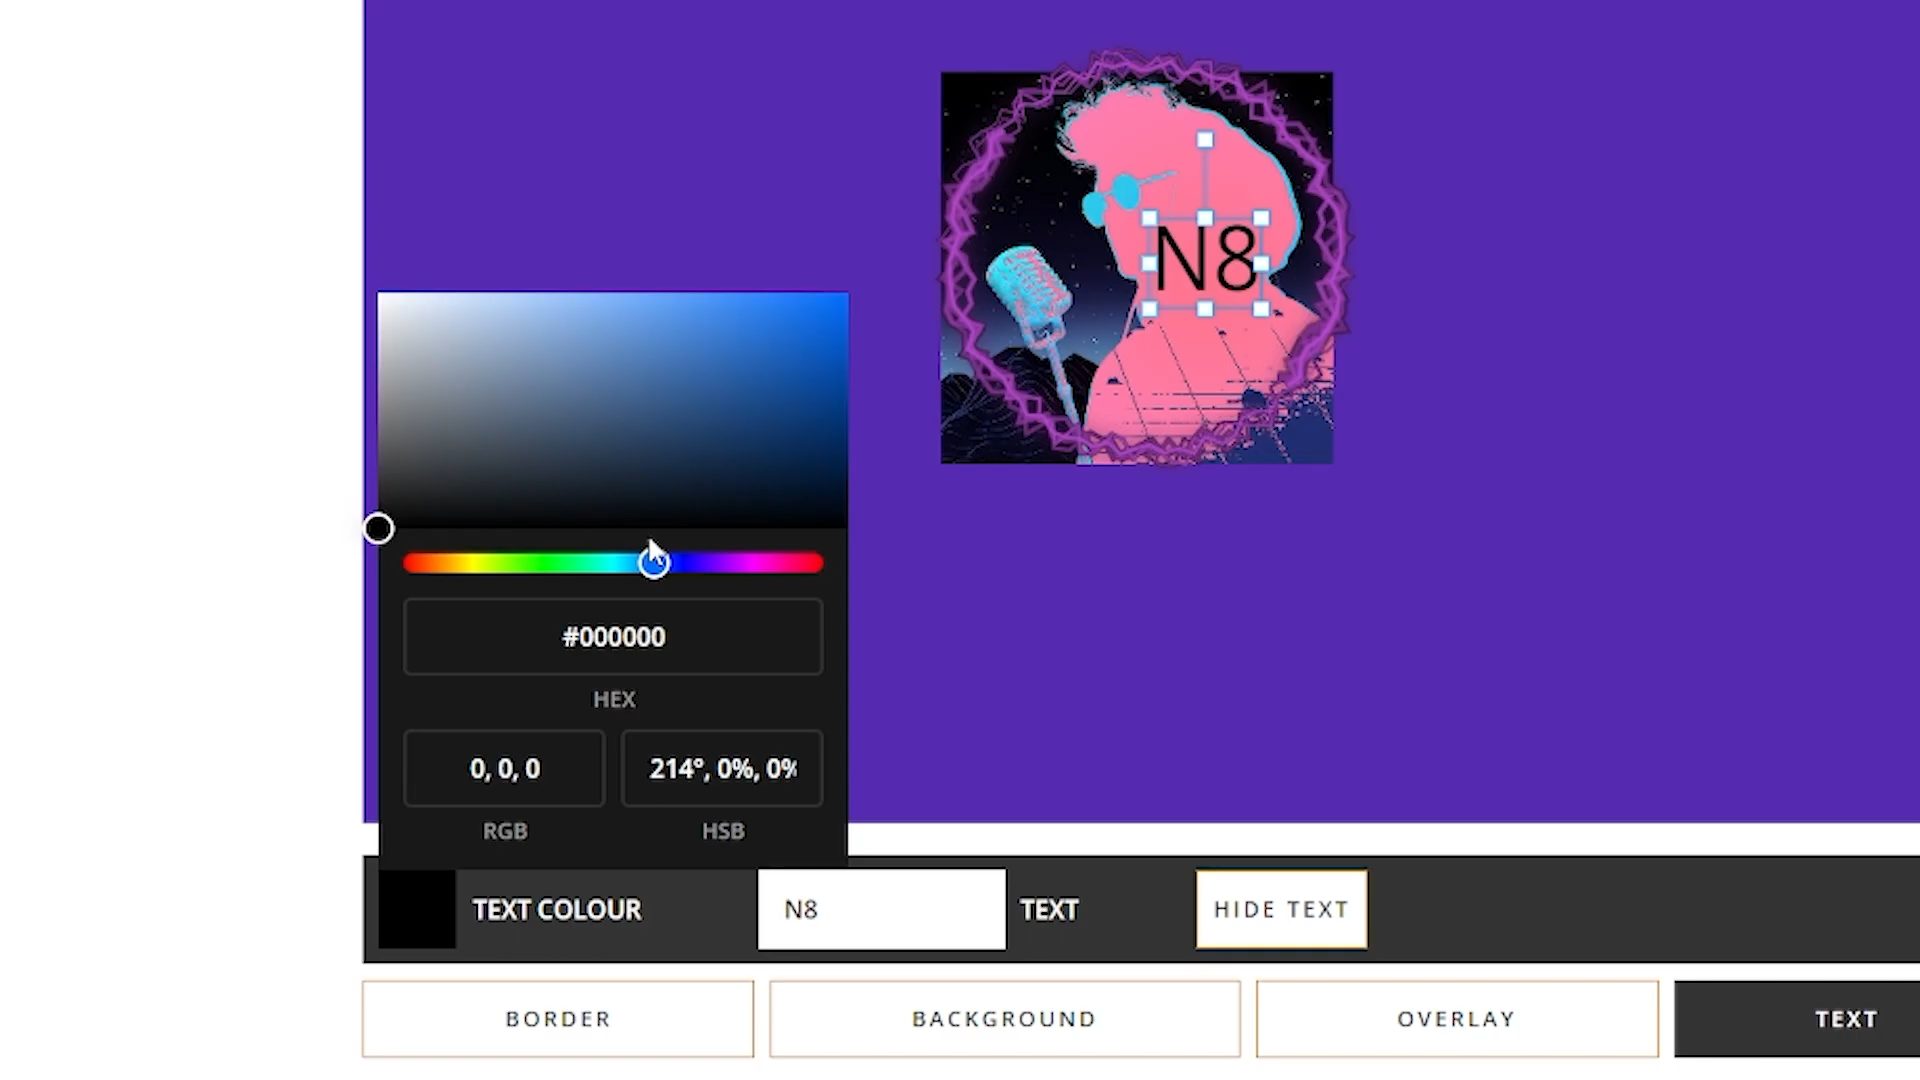 N8
#000000
HEX
0, 0, 0
214°, 0%, 0%
RGB
HSB
TEXT COLOUR
N8
TEXT
HIDE TEXT
BORDER
BACKGROUND
OVERLAY
TEXT